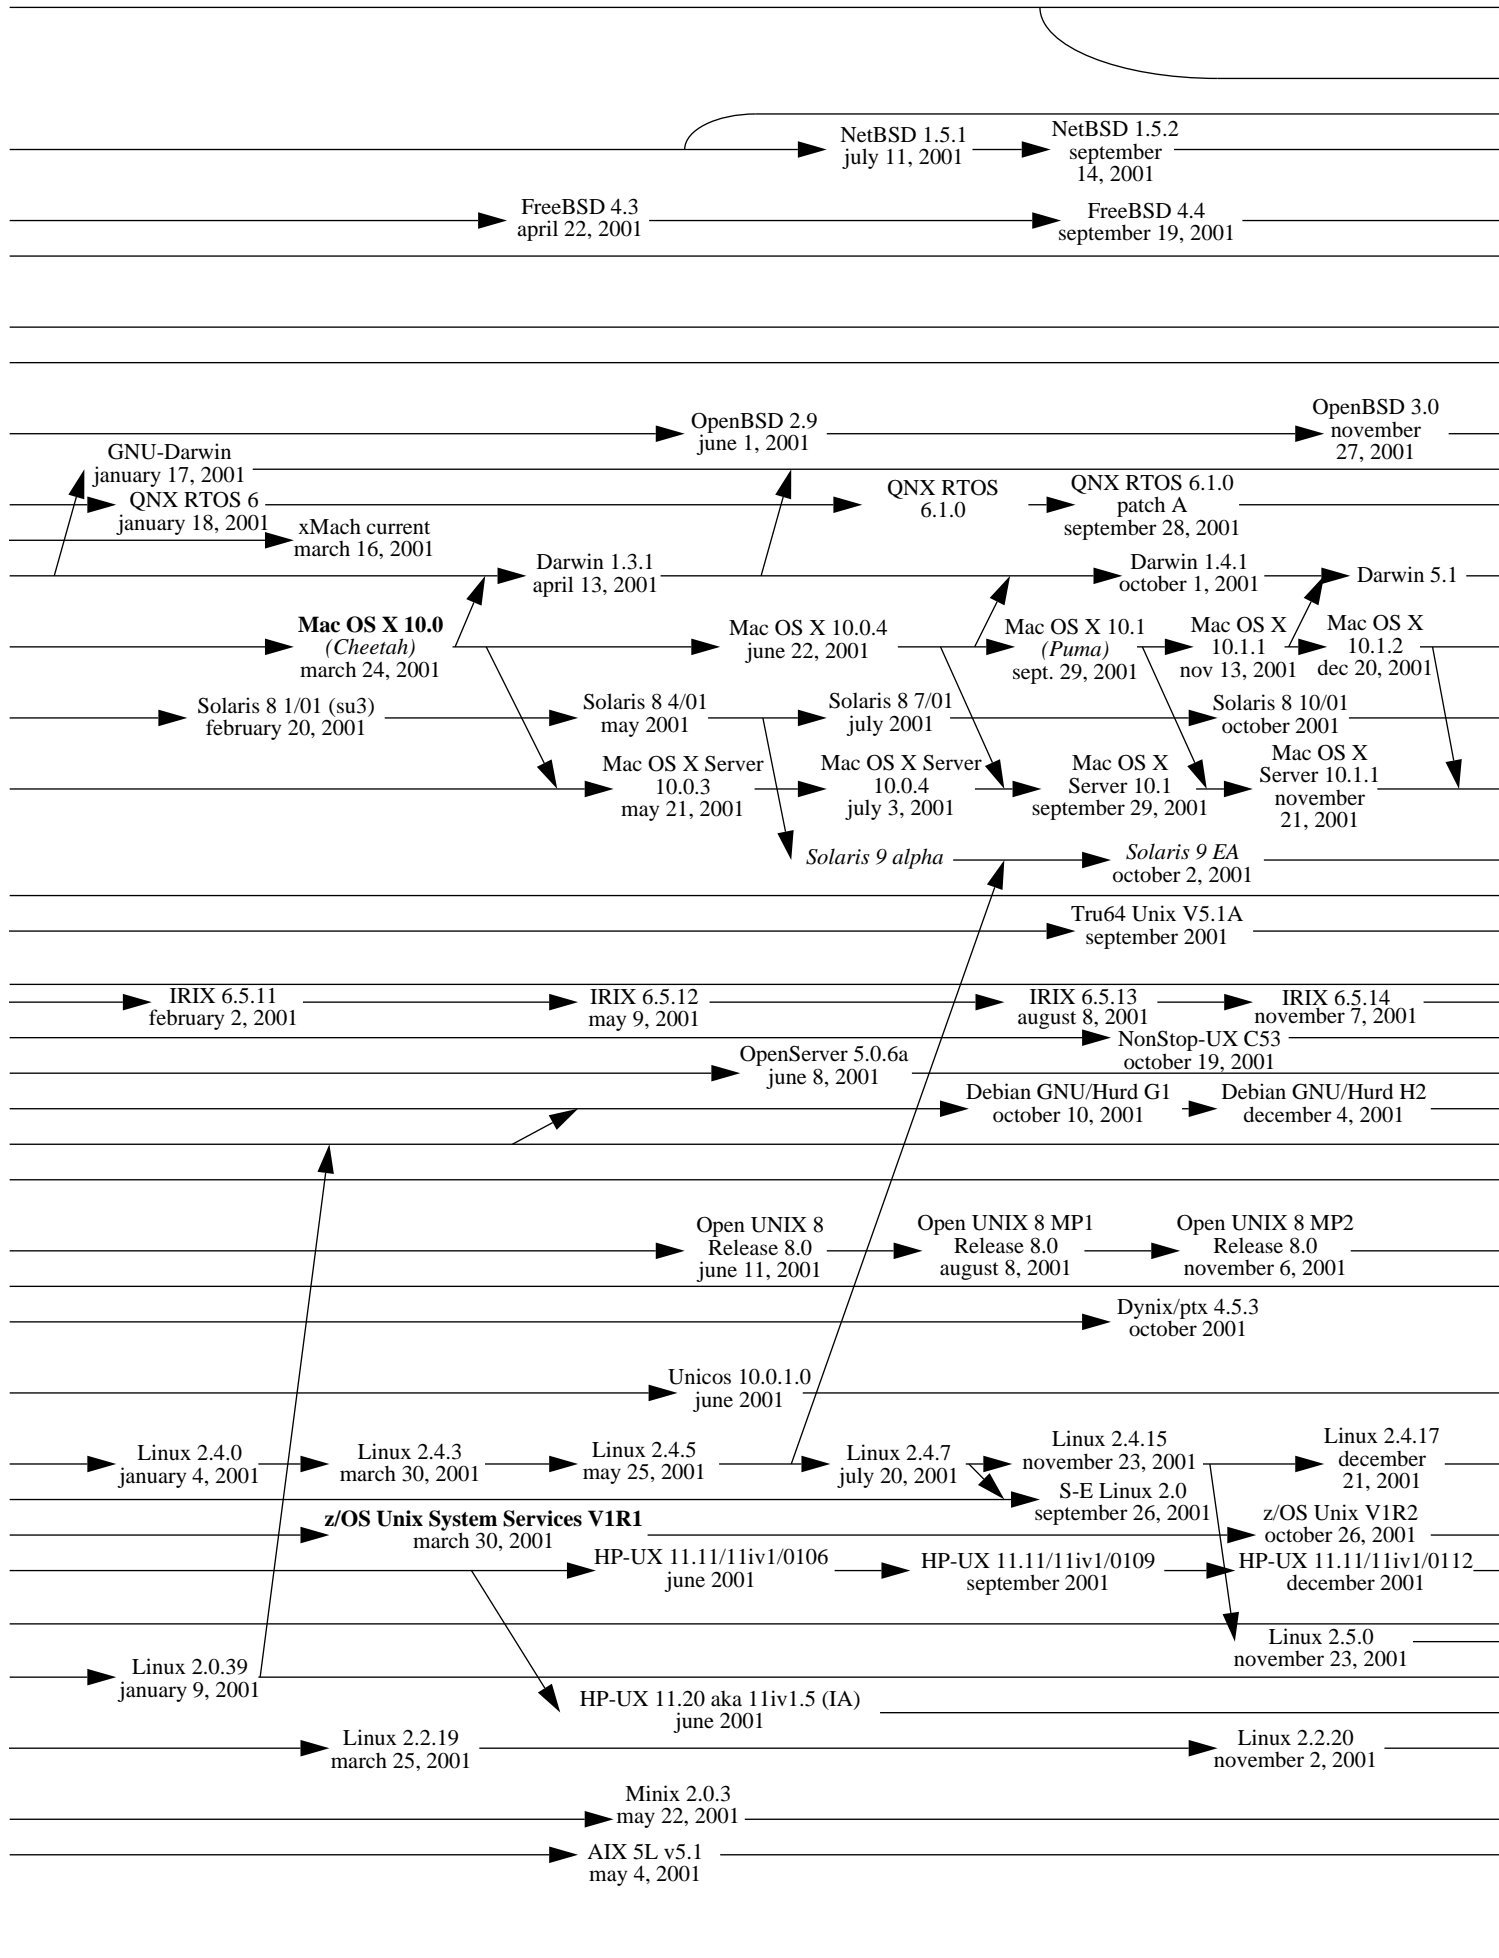 NetBSD 1.5.1
july 11, 2001
NetBSD 1.5.2
september
14, 2001
FreeBSD 4.3
april 22, 2001
FreeBSD 4.4
september 19, 2001
OpenBSD 2.9
june 1, 2001
OpenBSD 3.0
november
27, 2001
GNU-Darwin
january 17, 2001
QNX RTOS 6
january 18, 2001
QNX RTOS
6.1.0
QNX RTOS 6.1.0
patch A
september 28, 2001
xMach current
march 16, 2001
Darwin 1.3.1
april 13, 2001
Darwin 1.4.1
october 1, 2001
Darwin 5.1
Mac OS X 10.0
(Cheetah)
march 24, 2001
Mac OS X 10.0.4
june 22, 2001
Mac OS X 10.1
(Puma)
sept. 29, 2001
Mac OS X
10.1.1
nov 13, 2001
Mac OS X
10.1.2
dec 20, 2001
Solaris 8 1/01 (su3)
february 20, 2001
Solaris 8 4/01
may 2001
Solaris 8 7/01
july 2001
Solaris 8 10/01
october 2001
Mac OS X Server
10.0.3
may 21, 2001
Mac OS X Server
10.0.4
july 3, 2001
Mac OS X
Server 10.1
september 29, 2001
Mac OS X
Server 10.1.1
november
21, 2001
Solaris 9 alpha
Solaris 9 EA
october 2, 2001
Tru64 Unix V5.1A
september 2001
IRIX 6.5.11
february 2, 2001
IRIX 6.5.12
may 9, 2001
IRIX 6.5.13
august 8, 2001
IRIX 6.5.14
november 7, 2001
NonStop-UX C53
october 19, 2001
OpenServer 5.0.6a
june 8, 2001
Debian GNU/Hurd G1
october 10, 2001
Debian GNU/Hurd H2
december 4, 2001
Open UNIX 8
Release 8.0
june 11, 2001
Open UNIX 8 MP1
Release 8.0
august 8, 2001
Open UNIX 8 MP2
Release 8.0
november 6, 2001
Dynix/ptx 4.5.3
october 2001
Unicos 10.0.1.0
june 2001
Linux 2.4.0
january 4, 2001
Linux 2.4.3
march 30, 2001
Linux 2.4.5
may 25, 2001
Linux 2.4.7
july 20, 2001
Linux 2.4.15
november 23, 2001
Linux 2.4.17
december
21, 2001
S-E Linux 2.0
september 26, 2001
z/OS Unix System Services V1R1
march 30, 2001
z/OS Unix V1R2
october 26, 2001
HP-UX 11.11/11iv1/0106
june 2001
HP-UX 11.11/11iv1/0109
september 2001
HP-UX 11.11/11iv1/0112
december 2001
Linux 2.5.0
november 23, 2001
Linux 2.0.39
january 9, 2001
HP-UX 11.20 aka 11iv1.5 (IA)
june 2001
Linux 2.2.19
march 25, 2001
Linux 2.2.20
november 2, 2001
Minix 2.0.3
may 22, 2001
AIX 5L v5.1
may 4, 2001